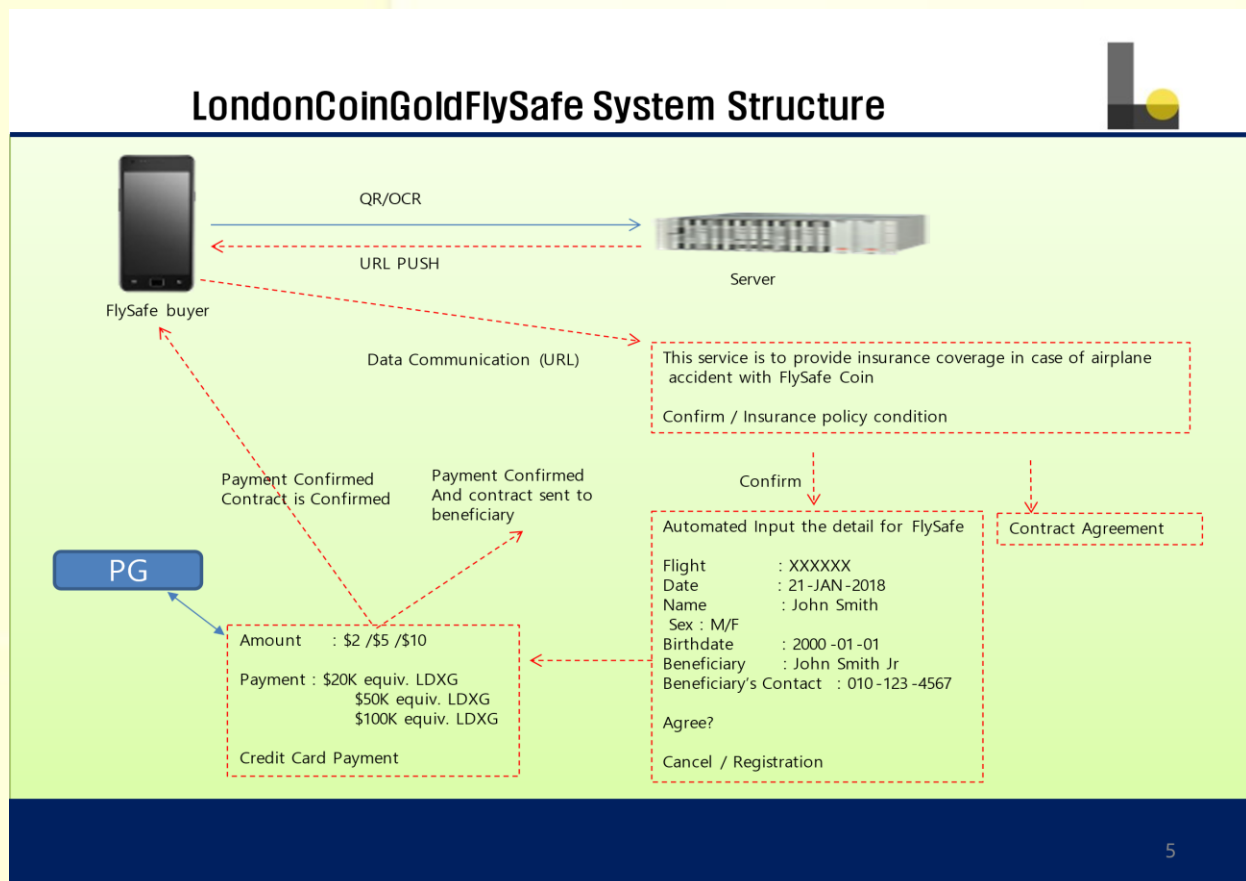 LondonCoinGoldFlySafe System Structure
QR/OCR
URL PUSH
Server
FlySafe buyer
Data Communication (URL)
This service is to provide insurance coverage in case of airplane
accident with FlySafe Coin
Confirm / Insurance policy condition
Payment Confirmed
Contract is Confirmed
Payment Confirmed
And contract sent to
beneficiary
Confirm
Automated Input the detail for FlySafe
Flight : XXXXXX
Date : 21-JAN-2018
Name : John Smith
Sex : M/F
Birthdate : 2000-01-01
Beneficiary : John Smith Jr
Beneficiary's Contact : 010-123-4567
Agree?
Cancel / Registration
Contract Agreement
PG
Amount : $2 /$5 /$10
Payment : $20K equiv. LDXG
$50K equiv. LDXG
$100K equiv. LDXG
Credit Card Payment
5